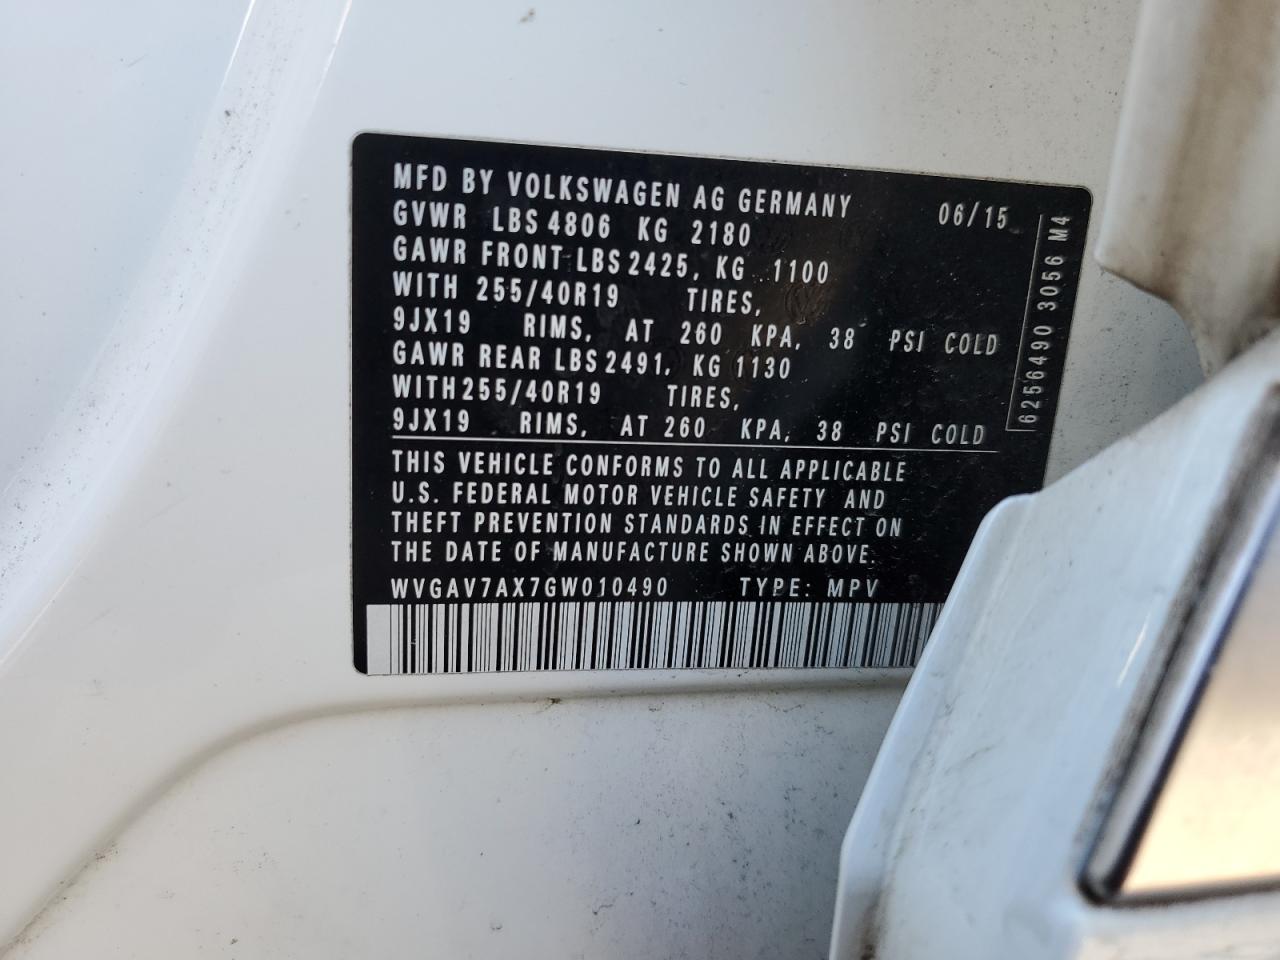 MFD BY VOLKSWAGEN AG GERMANY 06/15
GVWR LBS 4806 KG 2180
GAWR FRONT LBS 2425, KG 1100
WITH 255/40R19 TIRES,
9JX19 RIMS, AT 260 KPA, 38 PSI COLD
GAWR REAR LBS 2491, KG 1130
WITH 255/40R19 TIRES,
9JX19 RIMS, AT 260 KPA, 38 PSI COLD
THIS VEHICLE CONFORMS TO ALL APPLICABLE
U.S. FEDERAL MOTOR VEHICLE SAFETY AND
THEFT PREVENTION STANDARDS IN EFFECT ON
THE DATE OF MANUFACTURE SHOWN ABOVE.
WVGAV7AX7GW010490 TYPE: MPV
6256490 3056 M4